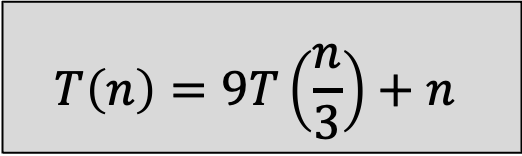 T(n) = 9T(n/3) + n